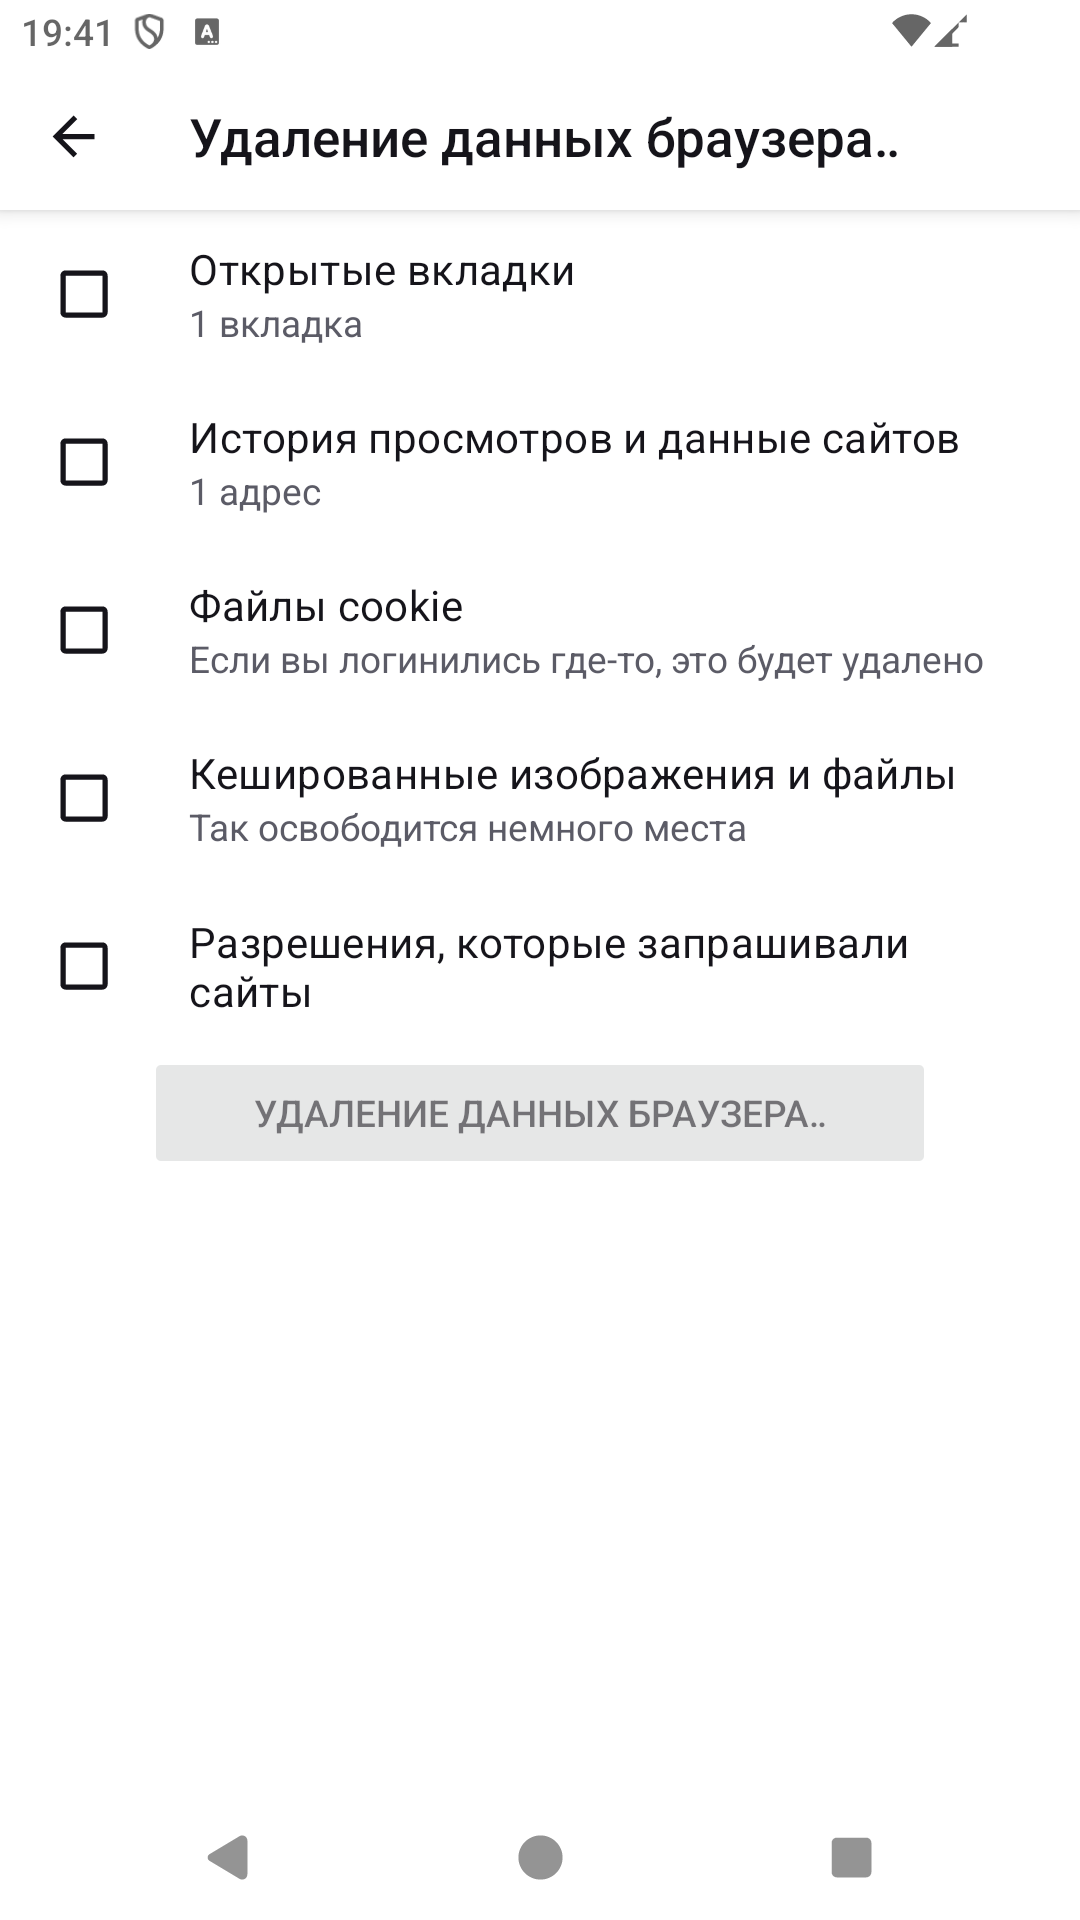 19:41
Удаление данных браузера..
Открытые вкладки
1 вкладка
История просмотров и данные сайтов
1 адрес
Файлы cookie
Если вы логинились где-то, это будет удалено
Кешированные изображения и файлы
Так освободится немного места
Разрешения, которые запрашивали
сайты
УДАЛЕНИЕ ДАННЫХ БРАУЗЕРА..